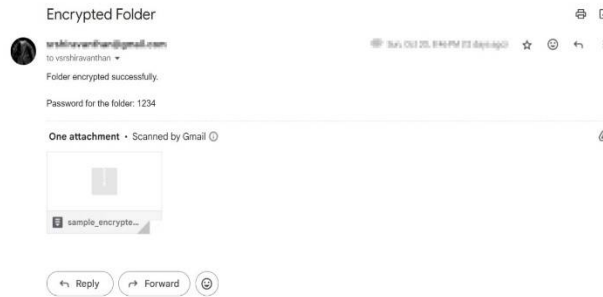 Encrypted Folder
to vsrshiravanthan
Folder encrypted successfully.
Password for the folder: 1234
One attachment • Scanned by Gmail
sample_encrypte...
Reply
Forward